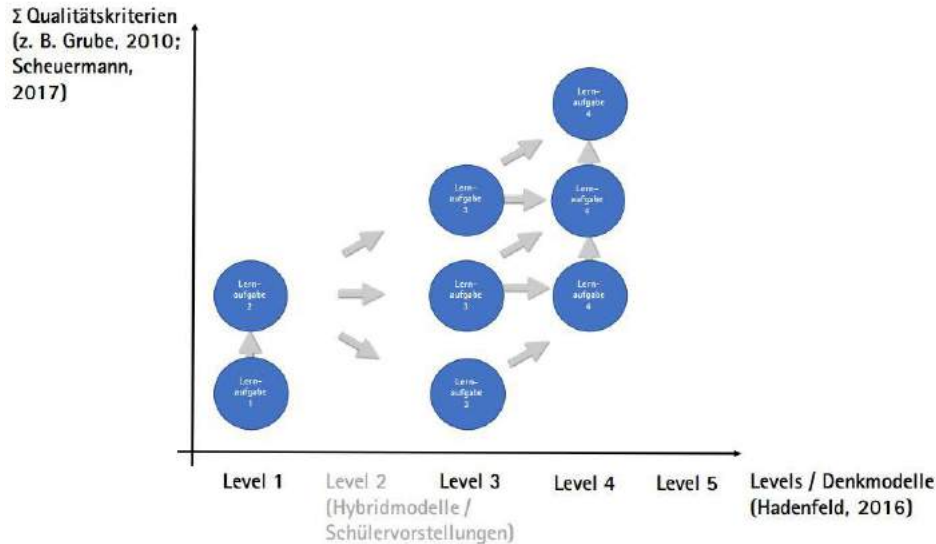 Σ Qualitätskriterien
(z. B. Grube, 2010;
Scheuermann,
2017)
Lern-
aufgabe
4
Lern-
aufgabe
3
Lern-
aufgabe
Lern-
aufgabe
2
Lern-
aufgabe
3
Lern-
aufgabe
4
Lern-
aufgabe
1
Lern-
aufgabe
Level 1
Level 2
(Hybridmodelle /
Schülervorstellungen)
Level 3
Level 4
Level 5
Levels / Denkmodelle
(Hadenfeld, 2016)